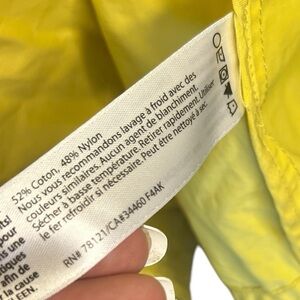 52% Coton, 48% Nylon
Nous vous recommandons lavage à froid avec des
couleurs similaires. Aucun agent de blanchiment.
Sécher à basse température. Retirer rapidement. Utiliser
le fer refroidir si nécessaire. Peut être nettoyé à sec.
RN# 78121/CA#34460 F4AK